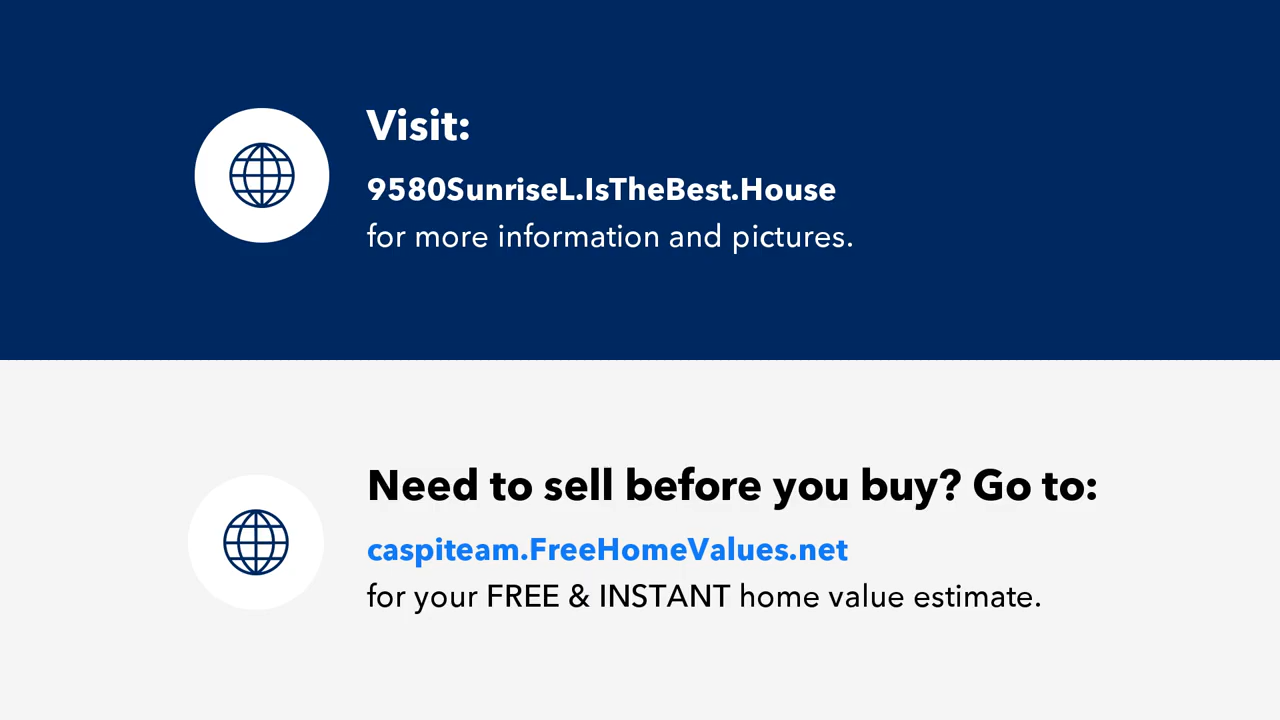 Visit:
9580SunriseL.IsTheBest.House
for more information and pictures.
Need to sell before you buy? Go to:
caspiteam.FreeHomeValues.net
for your FREE & INSTANT home value estimate.